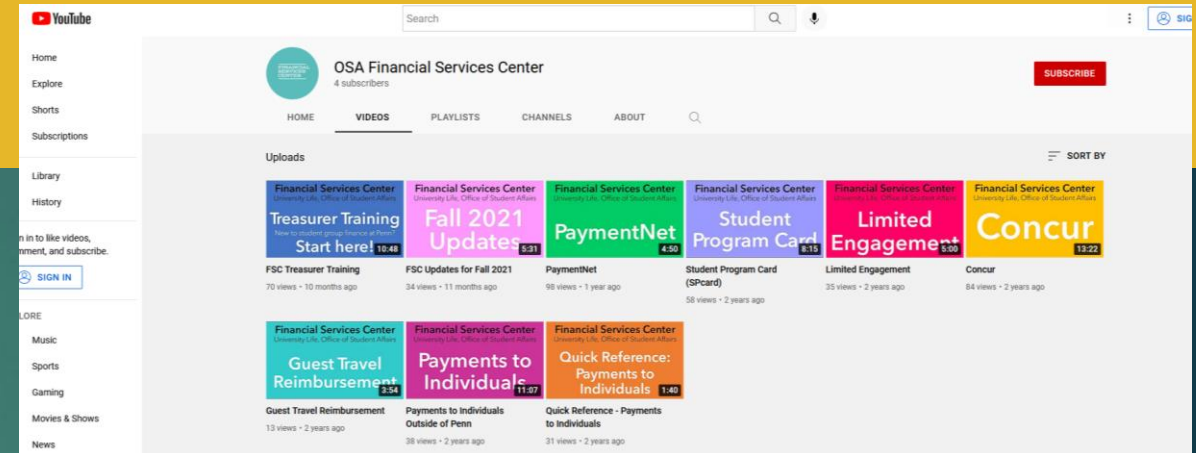 YouTube
Search
SIG
Home
Explore
Shorts
Subscriptions
Library
History
n in to like videos,
mment, and subscribe.
SIGN IN
LORE
Music
Sports
Gaming
Movies & Shows
News
FINANCIAL
SERVICES
CENTER
OSA Financial Services Center
4 subscribers
SUBSCRIBE
HOME VIDEOS PLAYLISTS CHANNELS ABOUT
Uploads
SORT BY
Financial Services Center
University Life, Office of Student Affairs
Treasurer Training
New to student group finance at Penn?
Start here!
10:48
FSC Treasurer Training
70 views • 10 months ago
Financial Services Center
University Life, Office of Student Affairs
Fall 2021
Updates
5:31
FSC Updates for Fall 2021
34 views • 11 months ago
Financial Services Center
University Life, Office of Student Affairs
PaymentNet
4:50
PaymentNet
98 views • 1 year ago
Financial Services Center
University Life, Office of Student Affairs
Student
Program Card
8:15
Student Program Card
(SPcard)
58 views • 2 years ago
Financial Services Center
University Life, Office of Student Affairs
Limited
Engagement
5:00
Limited Engagement
35 views • 2 years ago
Financial Services Center
University Life, Office of Student Affairs
Concur
13:22
Concur
84 views • 2 years ago
Financial Services Center
University Life, Office of Student Affairs
Guest Travel
Reimbursement
3:54
Guest Travel Reimbursement
13 views • 2 years ago
Financial Services Center
University Life, Office of Student Affairs
Payments to
Individuals
11:07
Payments to Individuals
Outside of Penn
38 views • 2 years ago
Financial Services Center
University Life, Office of Student Affairs
Quick Reference:
Payments to
Individuals
1:40
Quick Reference - Payments
to Individuals
31 views • 2 years ago